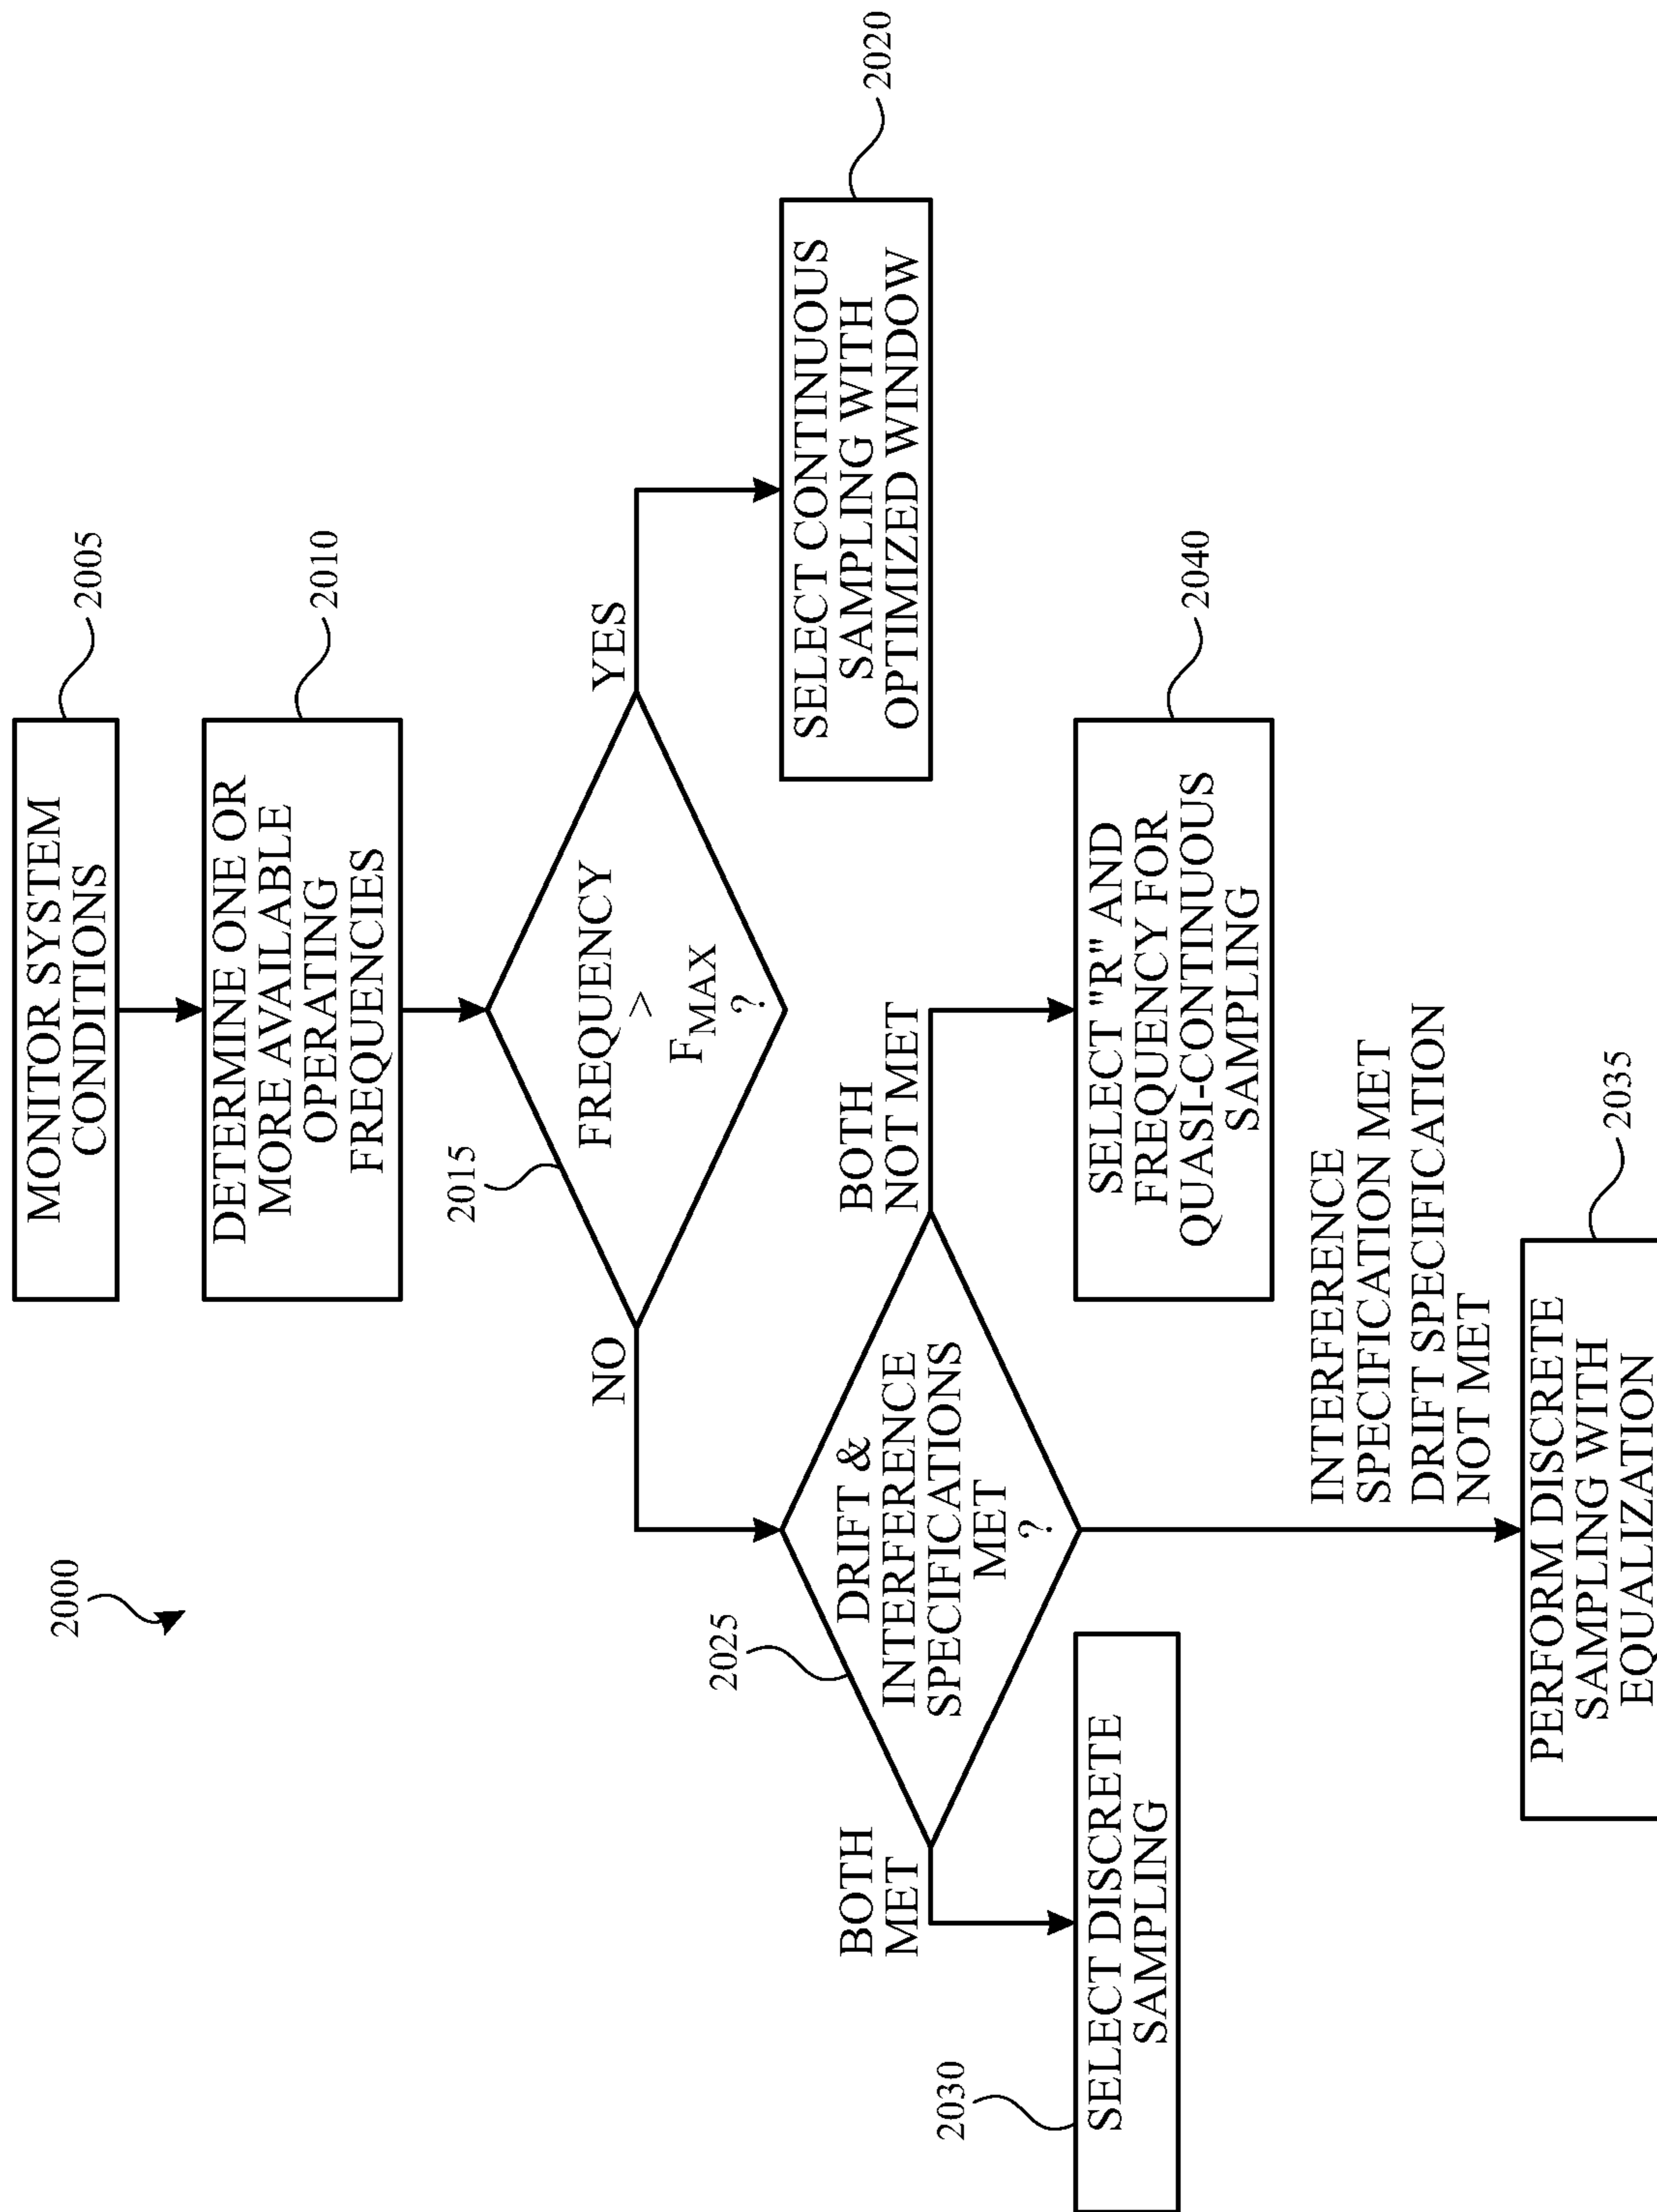 2000
MONITOR SYSTEM
CONDITIONS
2005
DETERMINE ONE OR
MORE AVAILABLE
OPERATING
FREQUENCIES
2010
2015
FREQUENCY
>
FMAX
?
NO
YES
SELECT CONTINUOUS
SAMPLING WITH
OPTIMIZED WINDOW
2020
2025
DRIFT &
INTERFERENCE
SPECIFICATIONS
MET
?
BOTH
MET
BOTH
NOT MET
2030
SELECT DISCRETE
SAMPLING
SELECT "R" AND
FREQUENCY FOR
QUASI-CONTINUOUS
SAMPLING
2040
INTERFERENCE
SPECIFICATION MET
DRIFT SPECIFICATION
NOT MET
PERFORM DISCRETE
SAMPLING WITH
EQUALIZATION
2035